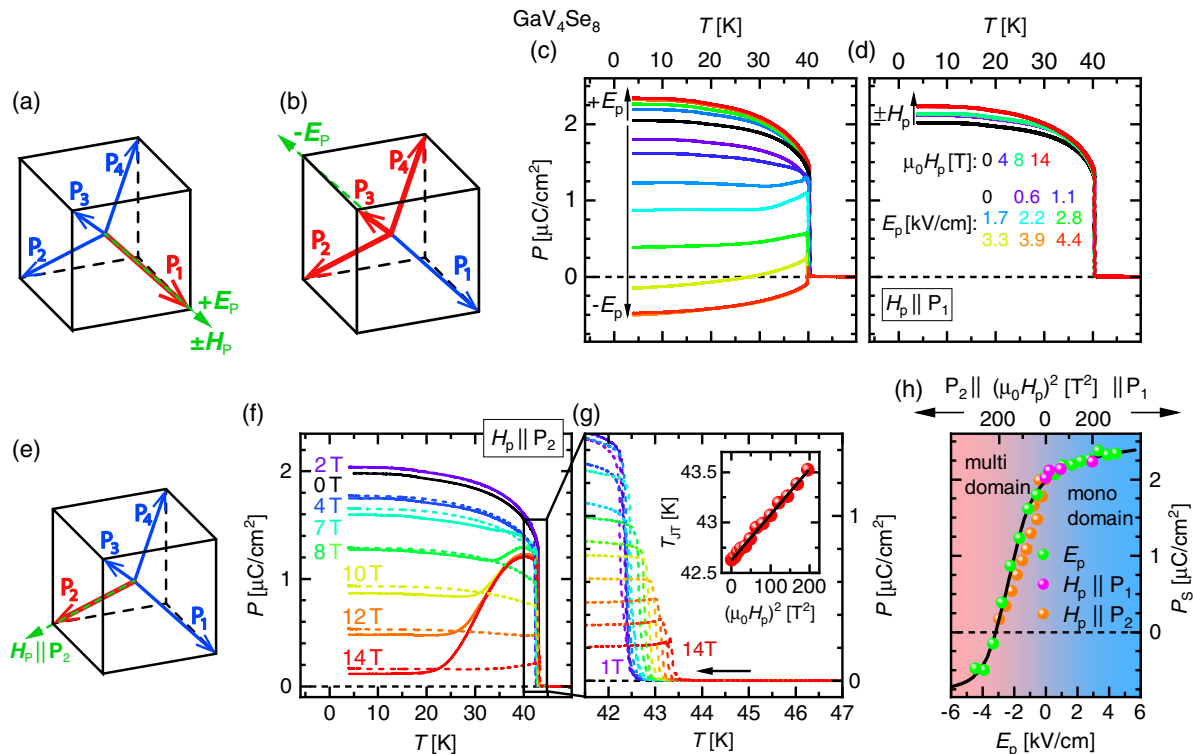 GaV4Se8
(a)
P4
P3
P2
P1
+EP
±HP
(b)
-EP
P4
P3
P2
P1
(c)
T [K]
0 10 20 30 40
P [μC/cm2]
2
1
0
+Ep
-Ep
(d)
T [K]
0 10 20 30 40
±Hp
μ0Hp [T]: 0 4 8 14
0 0.6 1.1
Ep [kV/cm]: 1.7 2.2 2.8
3.3 3.9 4.4
Hp || P1
(e)
P4
P3
P2
P1
HP || P2
(f)
Hp || P2
P [μC/cm2]
2
1
0
2 T
0 T
4 T
7 T
8 T
10 T
12 T
14 T
0 10 20 30 40
T [K]
(g)
TJT [K]
43.5
43
42.5
0 100 200
(μ0Hp)2 [T2]
1T
14T
1
0
P [μC/cm2]
42 43 44 45 46 47
T [K]
(h)
P2 || (μ0Hp)2 [T2] || P1
200 0 200
multi
domain
mono
domain
Ep
Hp || P1
Hp || P2
2
1
0
PS [μC/cm2]
-6 -4 -2 0 2 4 6
Ep [kV/cm]